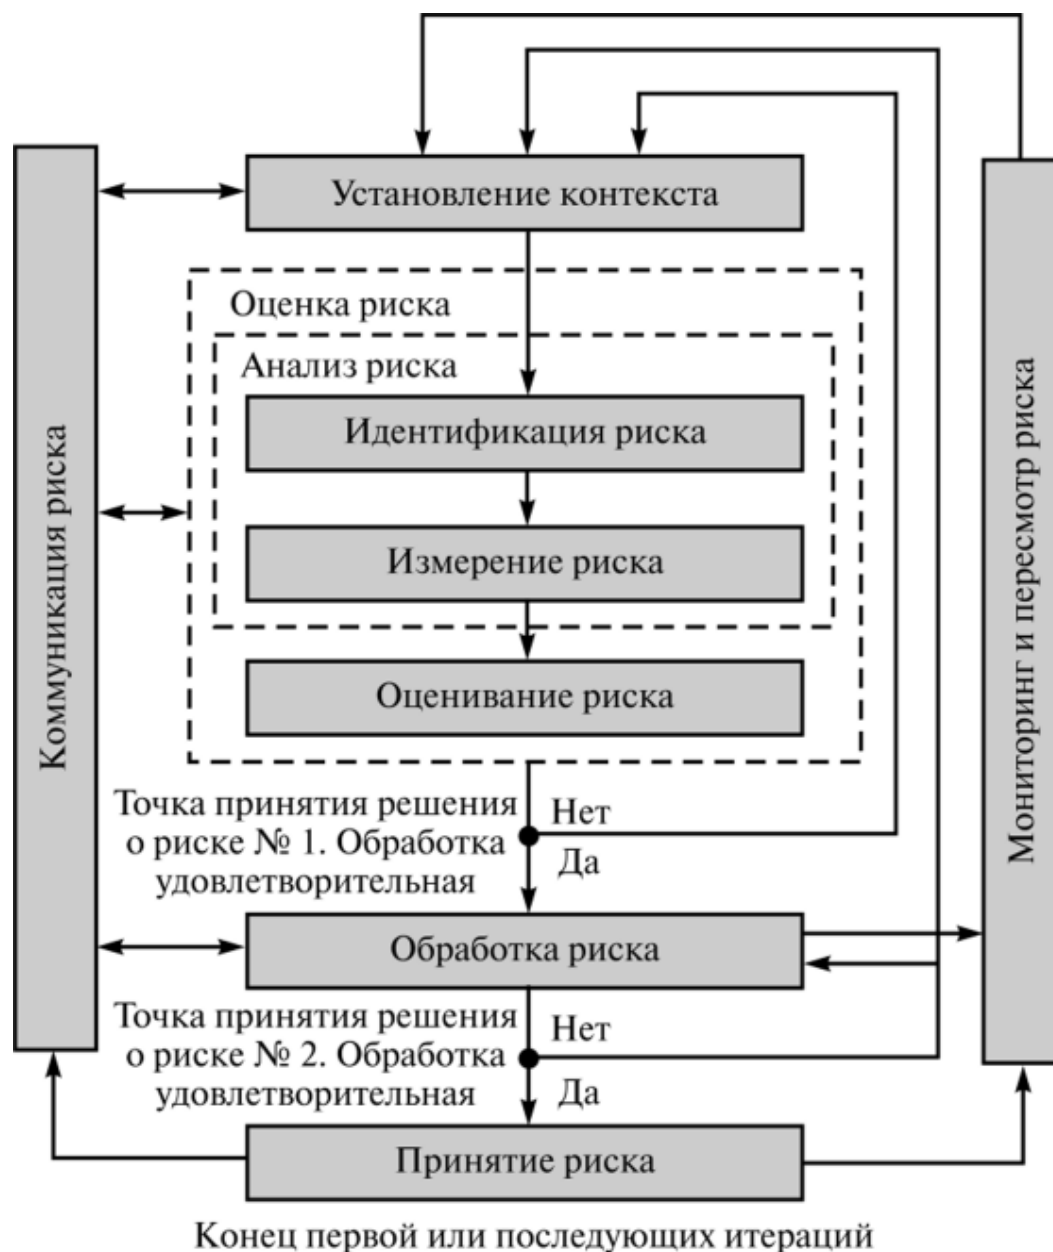 Установление контекста
Оценка риска
Анализ риска
Идентификация риска
Измерение риска
Оценивание риска
Коммуникация риска
Мониторинг и пересмотр риска
Точка принятия решения
о риске № 1. Обработка
удовлетворительная
Нет
Да
Обработка риска
Точка принятия решения
о риске № 2. Обработка
удовлетворительная
Нет
Да
Принятие риска
Конец первой или последующих итераций